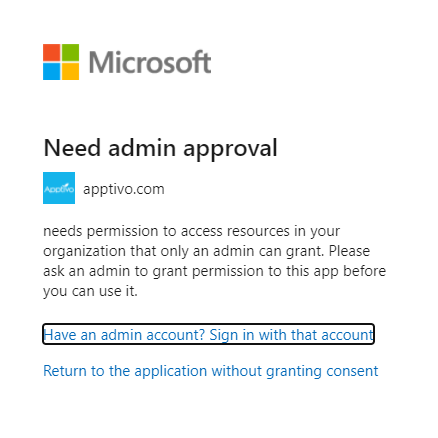 Microsoft
Need admin approval
Apptivo
apptivo.com
needs permission to access resources in your
organization that only an admin can grant. Please
ask an admin to grant permission to this app before
you can use it.
Have an admin account? Sign in with that account
Return to the application without granting consent